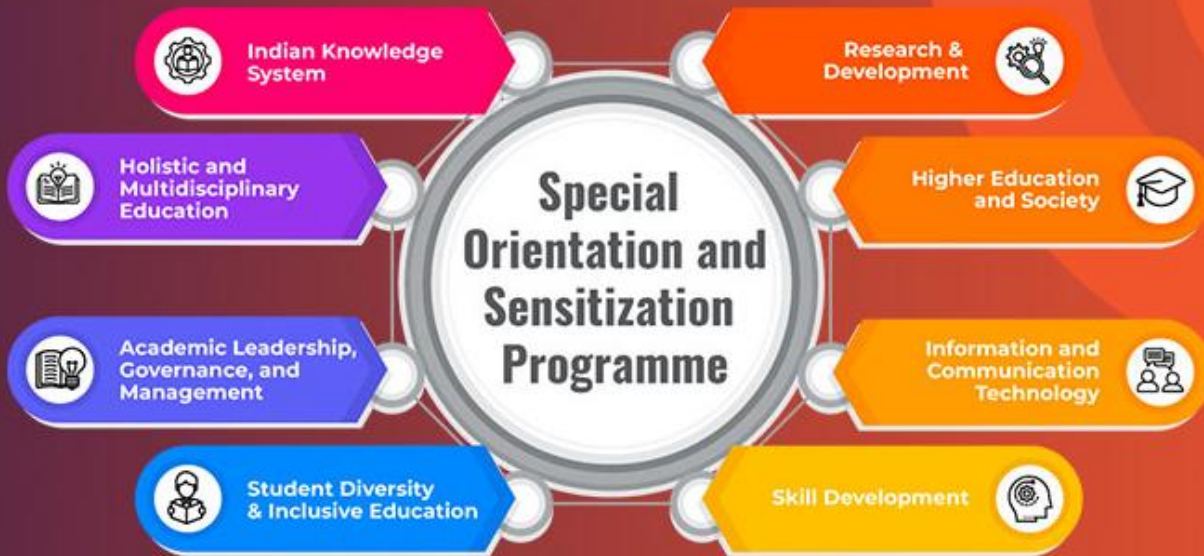 Indian Knowledge
System
Holistic and
Multidisciplinary
Education
Academic Leadership,
Governance, and
Management
Student Diversity
& Inclusive Education
Special
Orientation and
Sensitization
Programme
Research &
Development
Higher Education
and Society
Information and
Communication
Technology
Skill Development